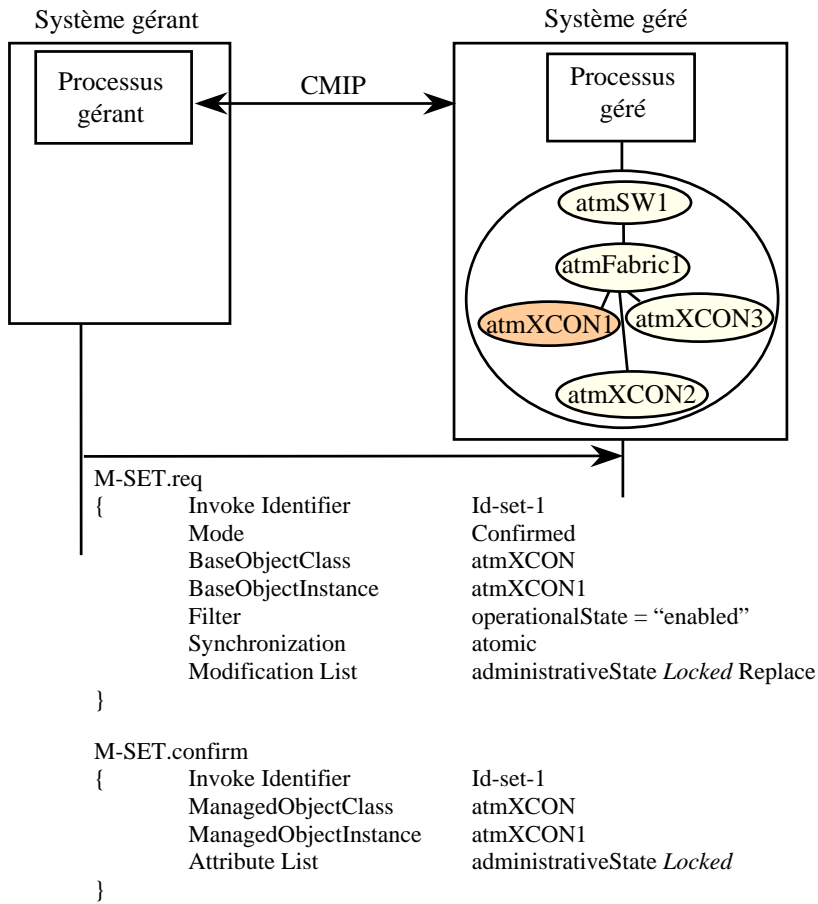 Système gérant
Système géré
Processus
gérant
CMIP
Processus
géré
atmSW1
atmFabric1
atmXCON1
atmXCON3
atmXCON2
M-SET.req
{ Invoke Identifier Id-set-1
Mode Confirmed
BaseObjectClass atmXCON
BaseObjectInstance atmXCON1
Filter operationalState = “enabled”
Synchronization atomic
Modification List administrativeState Locked Replace
}
M-SET.confirm
{ Invoke Identifier Id-set-1
ManagedObjectClass atmXCON
ManagedObjectInstance atmXCON1
Attribute List administrativeState Locked
}